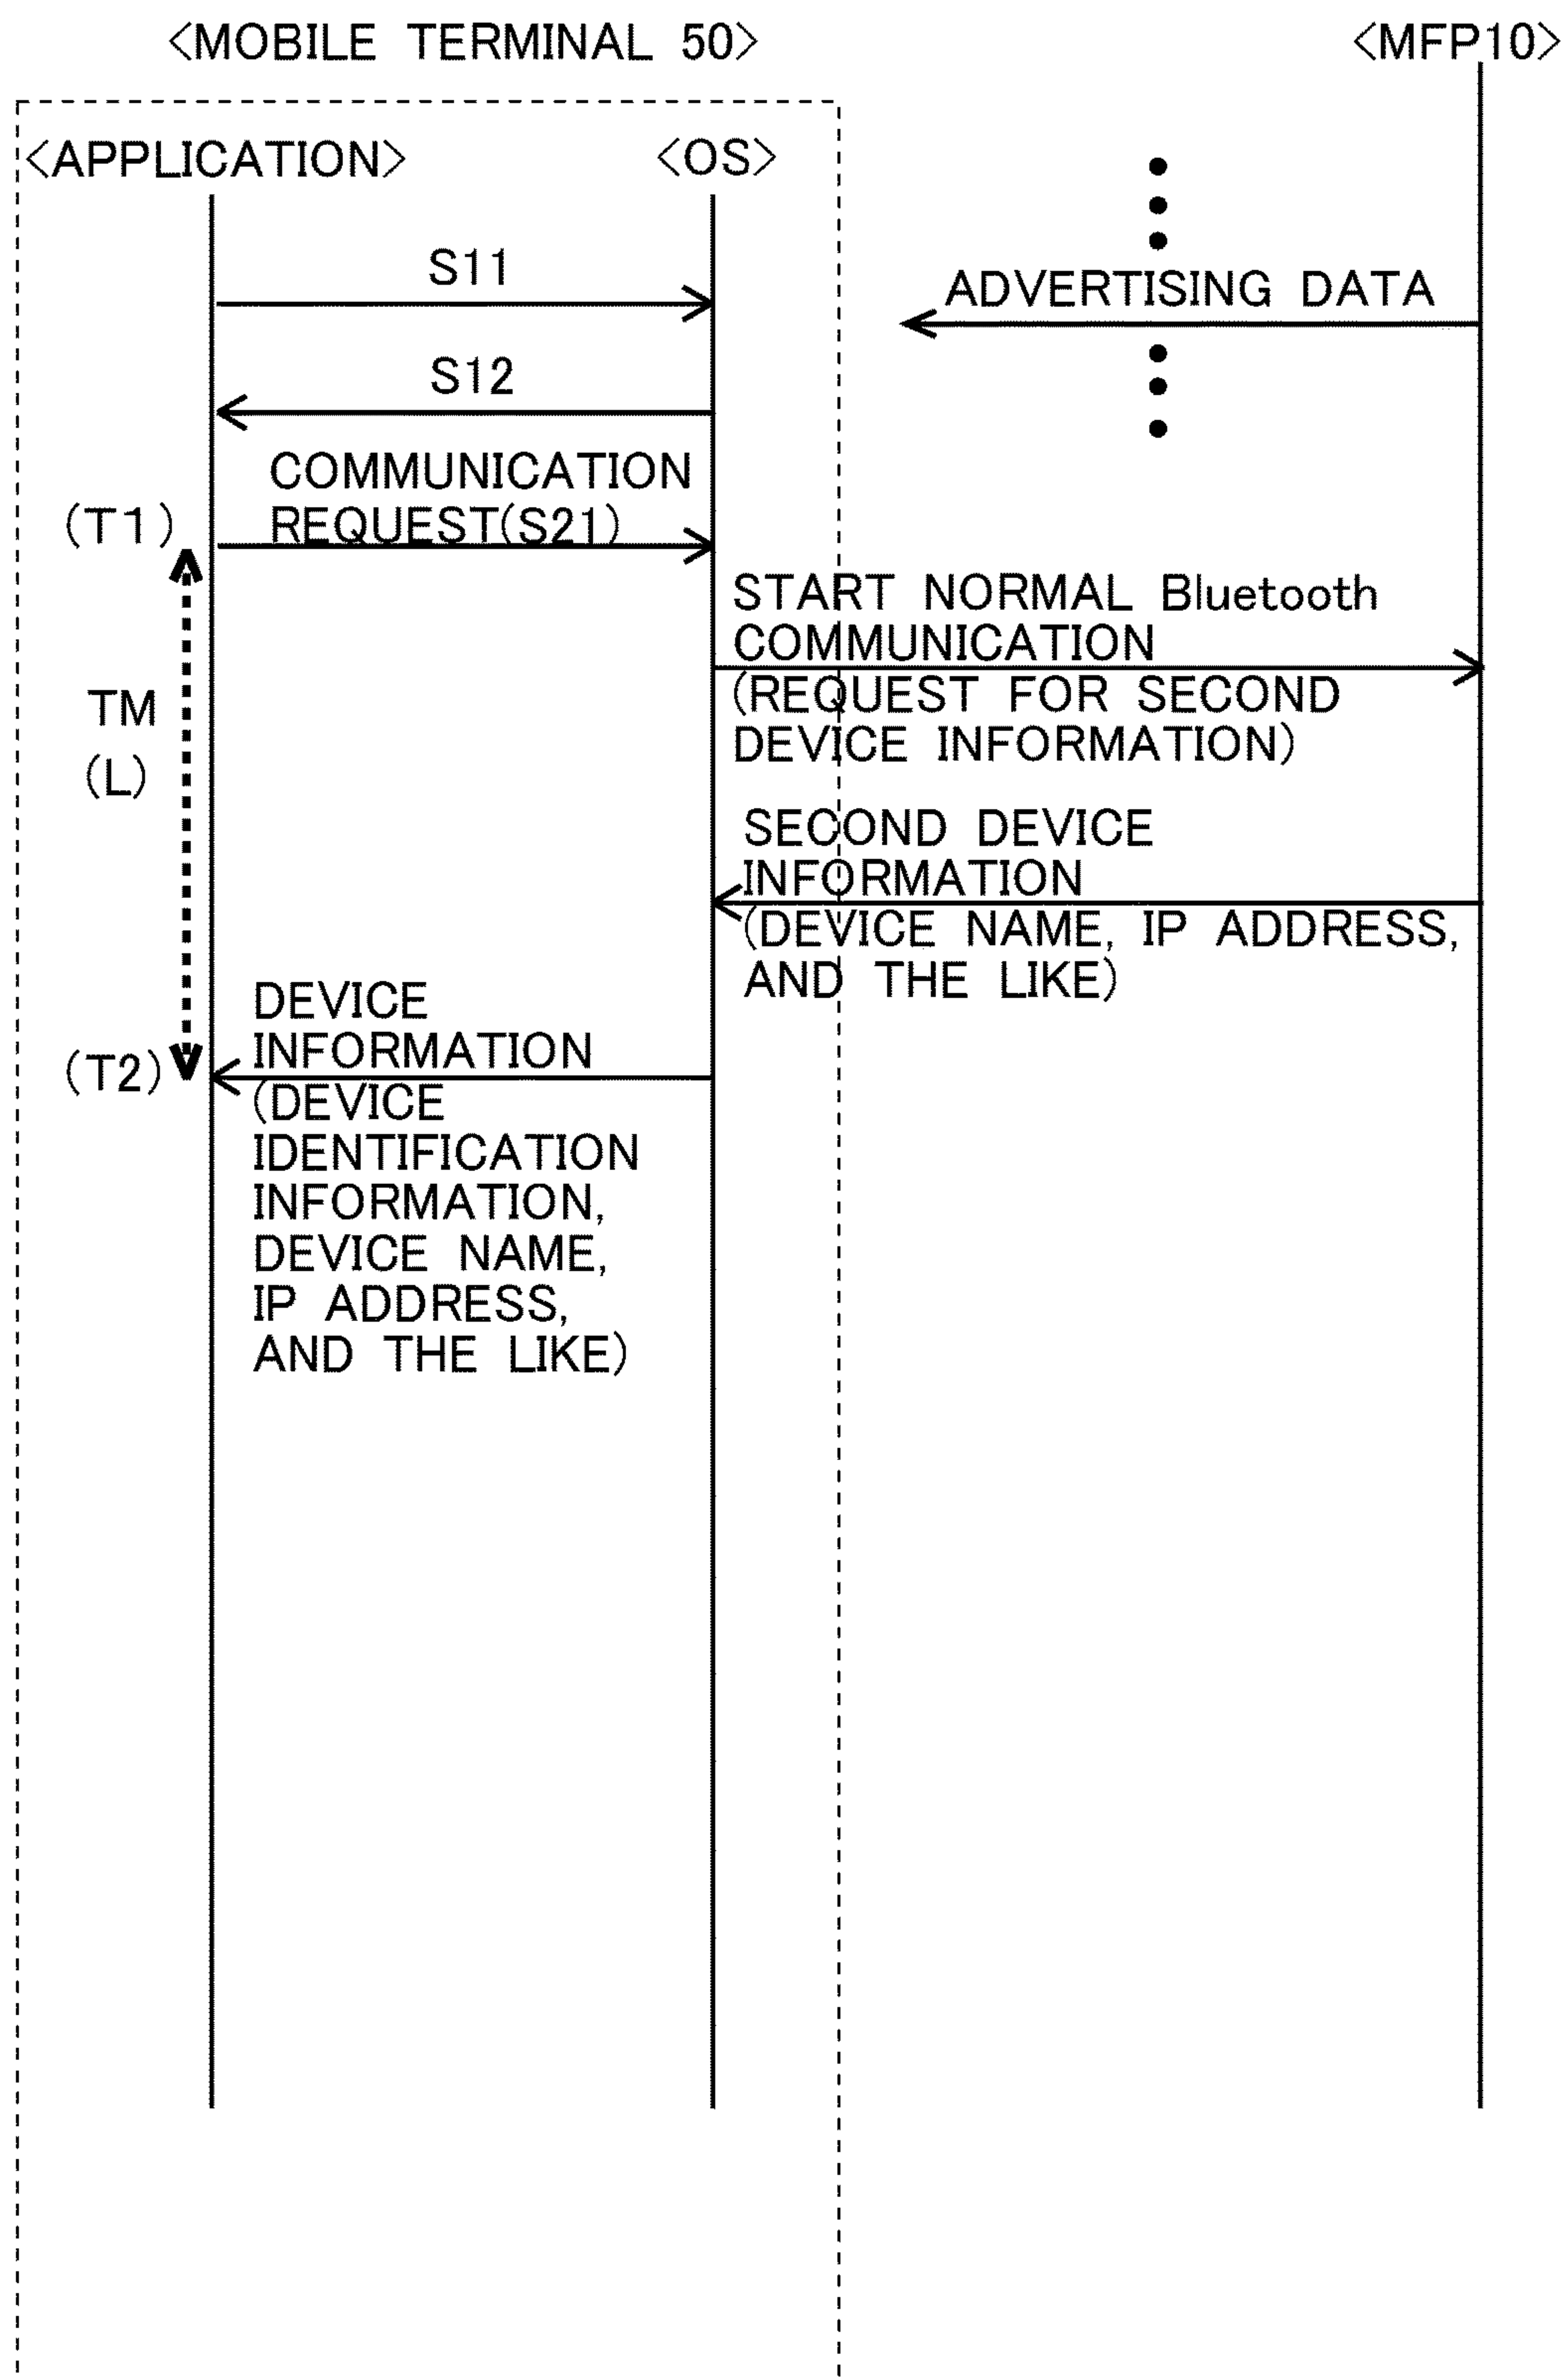 <MOBILE TERMINAL 50>
<MFP10>
<APPLICATION>
<OS>
S11
ADVERTISING DATA
S12
COMMUNICATION
REQUEST(S21)
(T1)
START NORMAL Bluetooth
COMMUNICATION
(REQUEST FOR SECOND
DEVICE INFORMATION)
TM
(L)
SECOND DEVICE
INFORMATION
(DEVICE NAME, IP ADDRESS,
AND THE LIKE)
(T2)
DEVICE
INFORMATION
(DEVICE
IDENTIFICATION
INFORMATION,
DEVICE NAME,
IP ADDRESS,
AND THE LIKE)